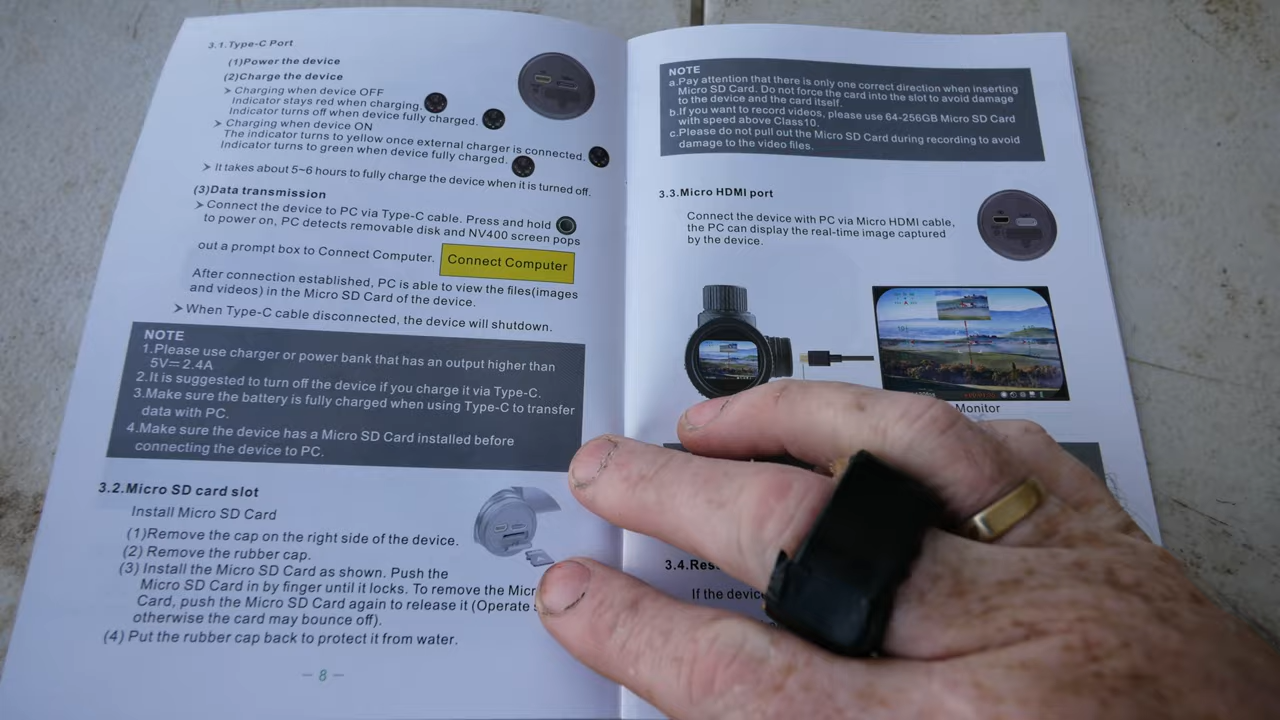 3.1.Type-C Port
(1)Power the device
(2)Charge the device
➤ Charging when device OFF
Indicator stays red when charging.
Indicator turns off when device fully charged.
➤ Charging when device ON
The indicator turns to yellow once external charger is connected.
Indicator turns to green when device fully charged.
➤ It takes about 5~6 hours to fully charge the device when it is turned off.
(3)Data transmission
➤ Connect the device to PC via Type-C cable. Press and hold
to power on, PC detects removable disk and NV400 screen pops
out a prompt box to Connect Computer. Connect Computer
After connection established, PC is able to view the files(images
and videos) in the Micro SD Card of the device.
➤ When Type-C cable disconnected, the device will shutdown.
NOTE
1.Please use charger or power bank that has an output higher than
5V⎓2.4A
2.It is suggested to turn off the device if you charge it via Type-C.
3.Make sure the battery is fully charged when using Type-C to transfer
data with PC.
4.Make sure the device has a Micro SD Card installed before
connecting the device to PC.
3.2.Micro SD card slot
Install Micro SD Card
(1)Remove the cap on the right side of the device.
(2) Remove the rubber cap.
(3) Install the Micro SD Card as shown. Push the
Micro SD Card in by finger until it locks. To remove the
Card, push the Micro SD Card again to release it (Operate
otherwise the card may bounce off).
(4) Put the rubber cap back to protect it from water.
— 8 —
NOTE
a.Pay attention that there is only one correct direction when inserting
Micro SD Card. Do not force the card into the slot to avoid damage
to the device and the card itself.
b.If you want to record videos, please use 64-256GB Micro SD Card
with speed above Class10.
c.Please do not pull out the Micro SD Card during recording to avoid
damage to the video files.
3.3.Micro HDMI port
Connect the device with PC via Micro HDMI cable,
the PC can display the real-time image captured
by the device.
Monitor
3.4.
If the